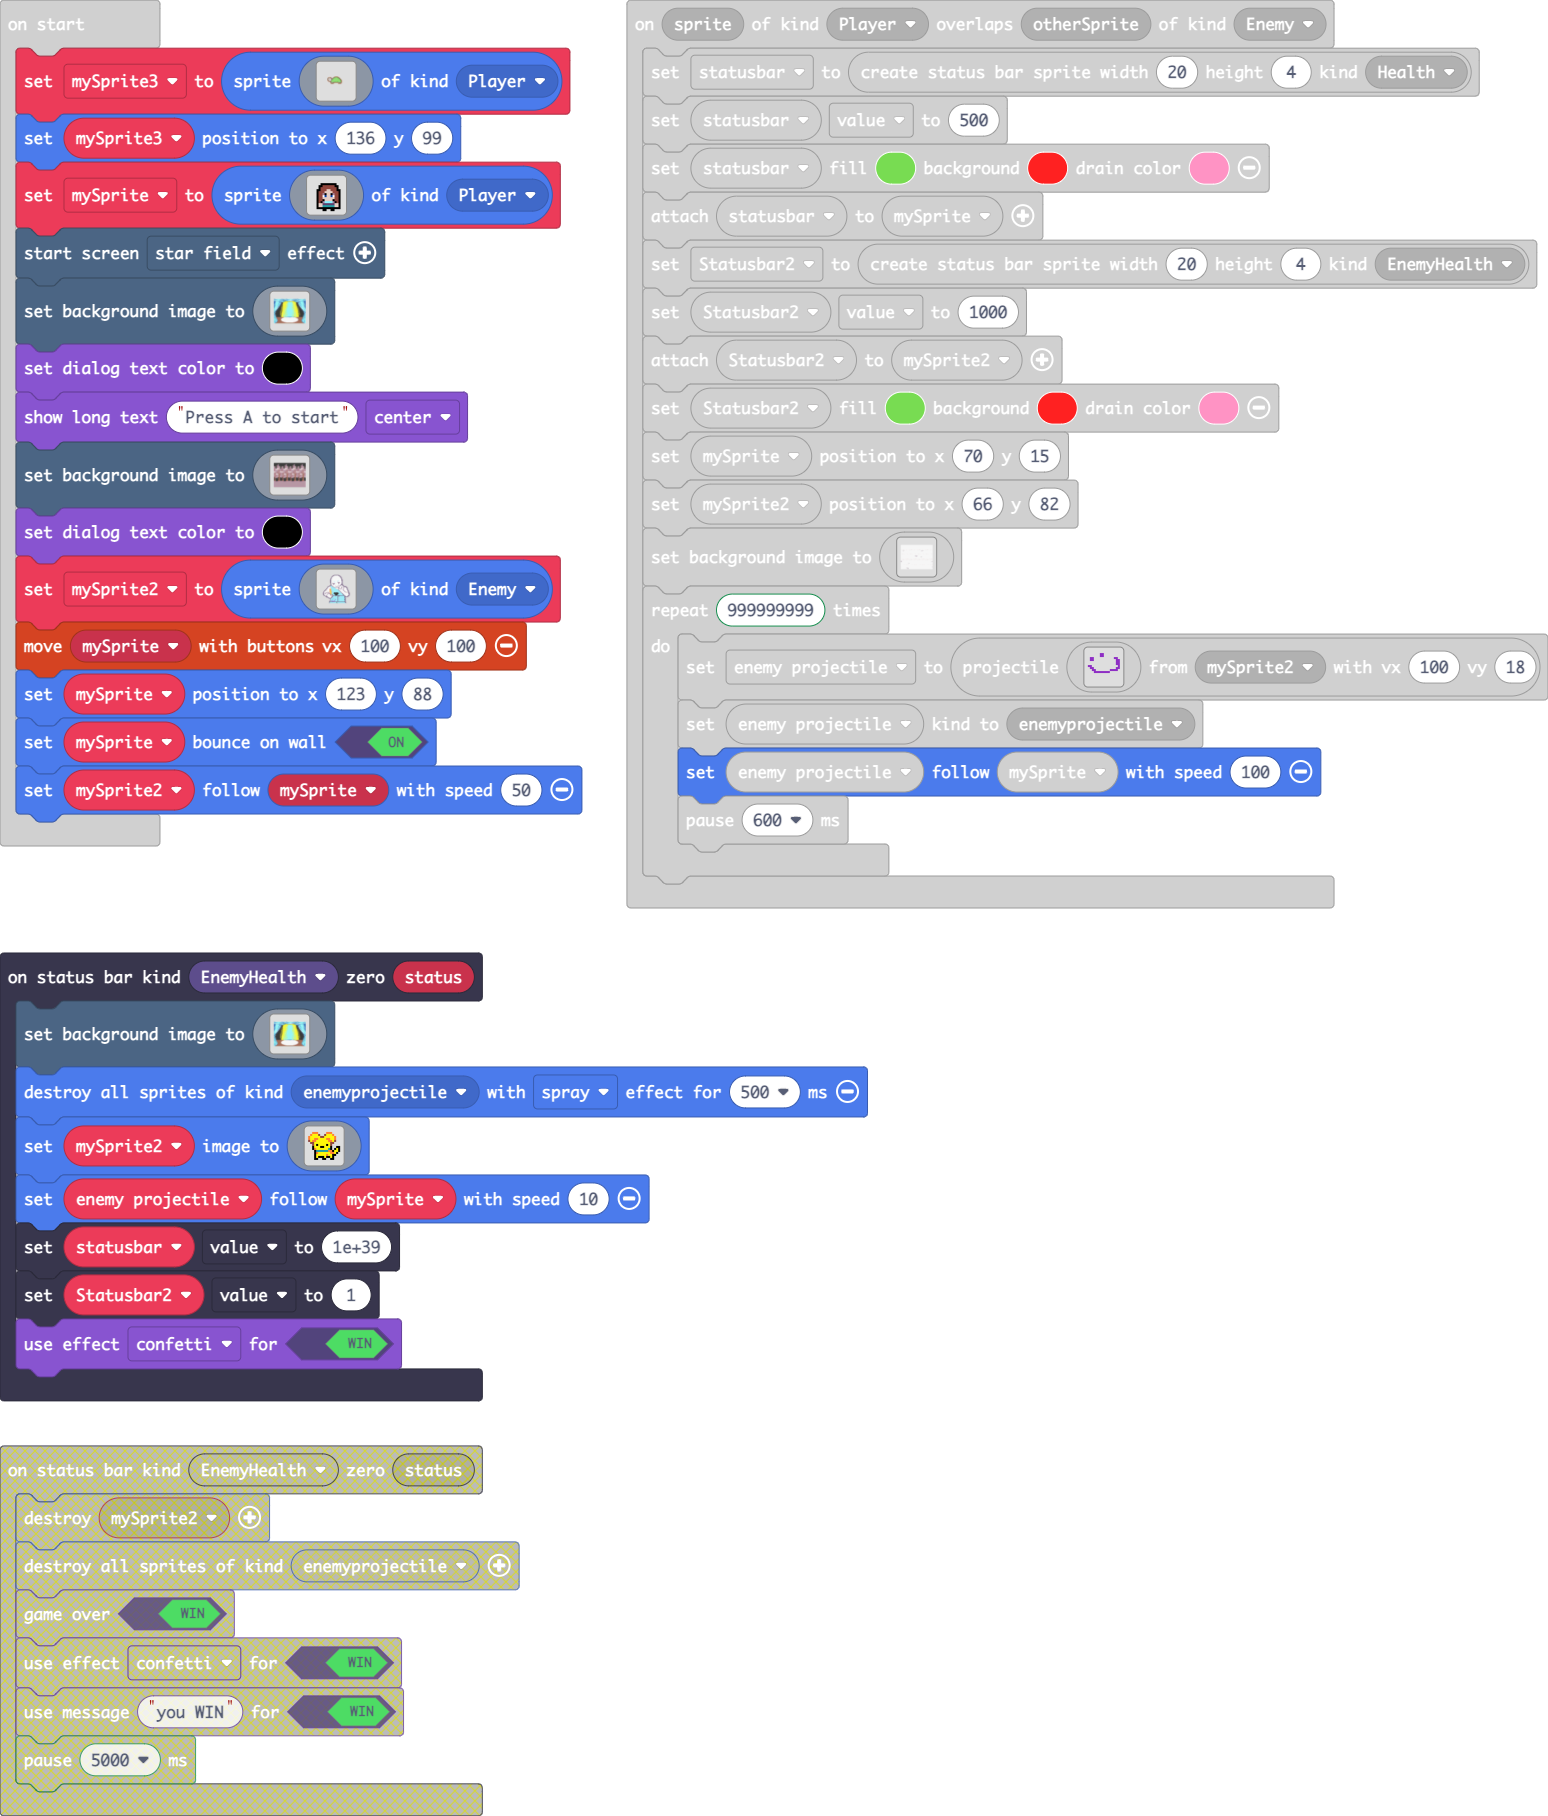 on start
set mySprite3 to sprite of kind Player
set mySprite3 position to x 136 y 99
set mySprite to sprite of kind Player
start screen star field effect
set background image to
set dialog text color to
show long text "Press A to start" center
set background image to
set dialog text color to
set mySprite2 to sprite of kind Enemy
move mySprite with buttons vx 100 vy 100
set mySprite position to x 123 y 88
set mySprite bounce on wall ON
set mySprite2 follow mySprite with speed 50
on sprite of kind Player overlaps otherSprite of kind Enemy
set statusbar to create status bar sprite width 20 height 4 kind Health
set statusbar value to 500
set statusbar fill background drain color
attach statusbar to mySprite
set Statusbar2 to create status bar sprite width 20 height 4 kind EnemyHealth
set Statusbar2 value to 1000
attach Statusbar2 to mySprite2
set Statusbar2 fill background drain color
set mySprite position to x 70 y 15
set mySprite2 position to x 66 y 82
set background image to
repeat 999999999 times
do
set enemy projectile to projectile from mySprite2 with vx 100 vy 18
set enemy projectile kind to enemyprojectile
set enemy projectile follow mySprite with speed 100
pause 600 ms
on status bar kind EnemyHealth zero status
set background image to
destroy all sprites of kind enemyprojectile with spray effect for 500 ms
set mySprite2 image to
set enemy projectile follow mySprite with speed 10
set statusbar value to 1e+39
set Statusbar2 value to 1
use effect confetti for WIN
on status bar kind EnemyHealth zero status
destroy mySprite2
destroy all sprites of kind enemyprojectile
game over WIN
use effect confetti for WIN
use message "you WIN" for WIN
pause 5000 ms